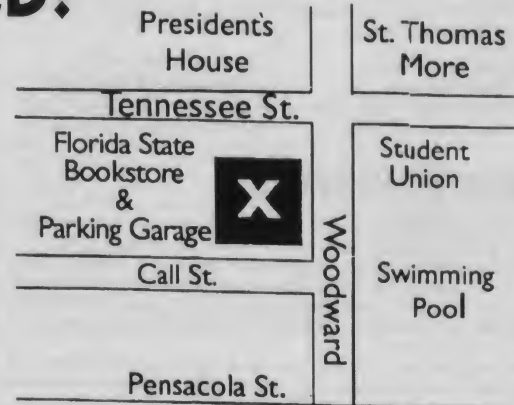 President's
House
St. Thomas
More
Tennessee St.
Florida State
Bookstore
&
Parking Garage
X
Student
Union
Woodward
Call St.
Swimming
Pool
Pensacola St.